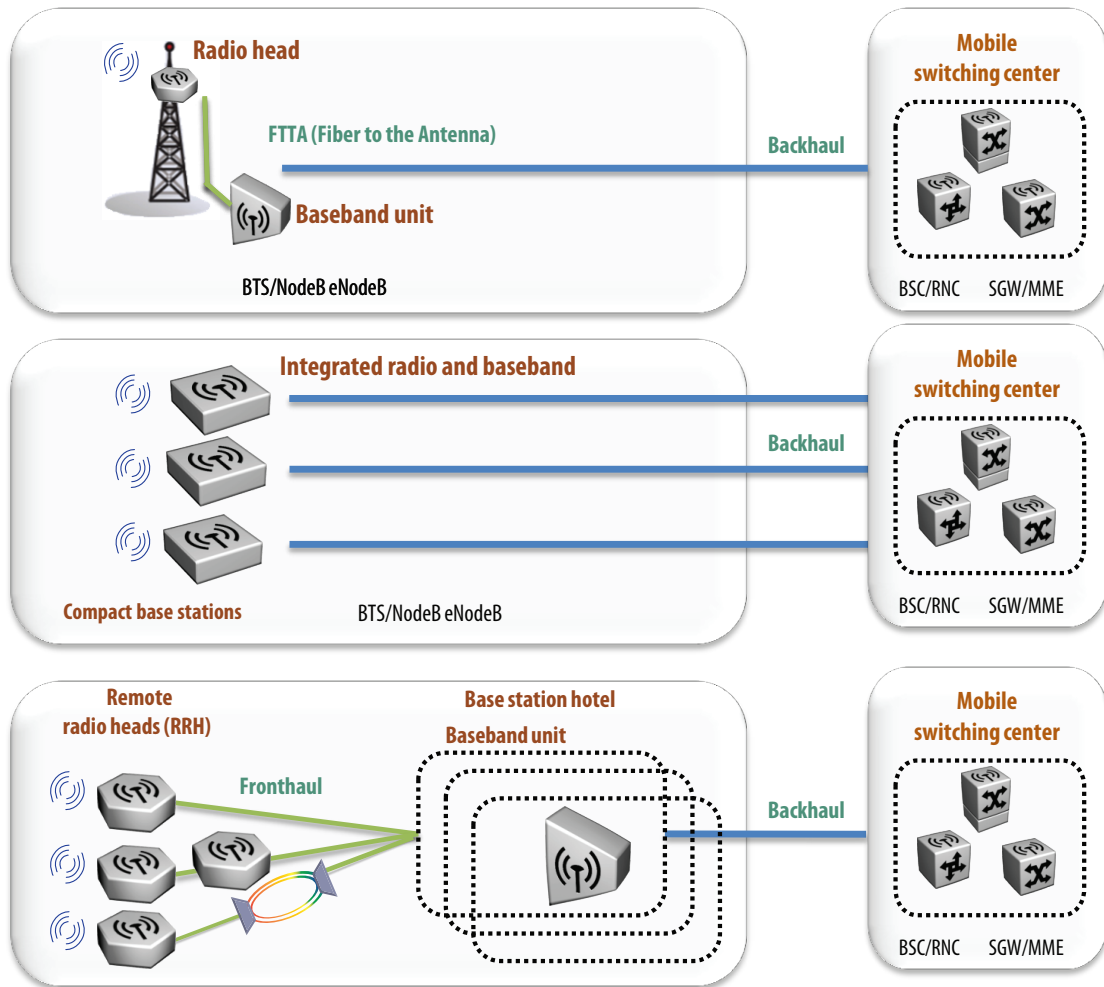 Radio head
Mobile
switching center
FTTA (Fiber to the Antenna)
Backhaul
Baseband unit
BTS/NodeB eNodeB
BSC/RNC SGW/MME
Integrated radio and baseband
Mobile
switching center
Backhaul
Compact base stations
BTS/NodeB eNodeB
BSC/RNC SGW/MME
Remote
radio heads (RRH)
Base station hotel
Baseband unit
Mobile
switching center
Fronthaul
Backhaul
BSC/RNC SGW/MME